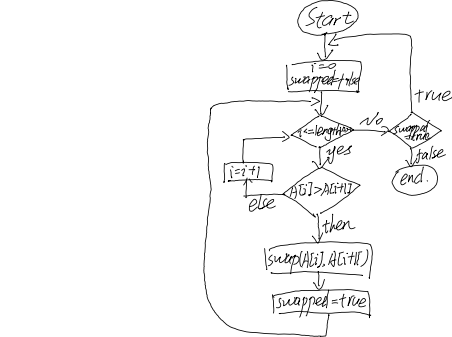 Start
i=0
swapped=false
i<=length
No
swapped
=true
true
false
end.
yes
i=i+1
A[i]>A[i+1]
else
then
swap(A[i], A[i+1])
swapped=true